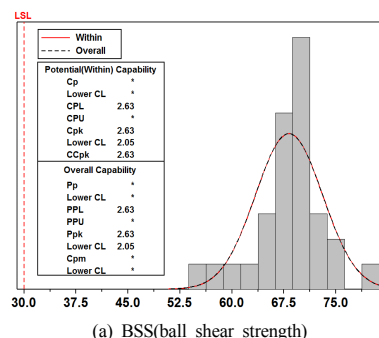 LSL
Within
Overall
Potential(Within) Capability
Cp *
Lower CL *
CPL 2.63
CPU *
Cpk 2.63
Lower CL 2.05
CCpk 2.63
Overall Capability
Pp *
Lower CL *
PPL 2.63
PPU *
Ppk 2.63
Lower CL 2.05
Cpm *
Lower CL *
30.0 37.5 45.0 52.5 60.0 67.5 75.0
(a) BSS(ball shear strength)